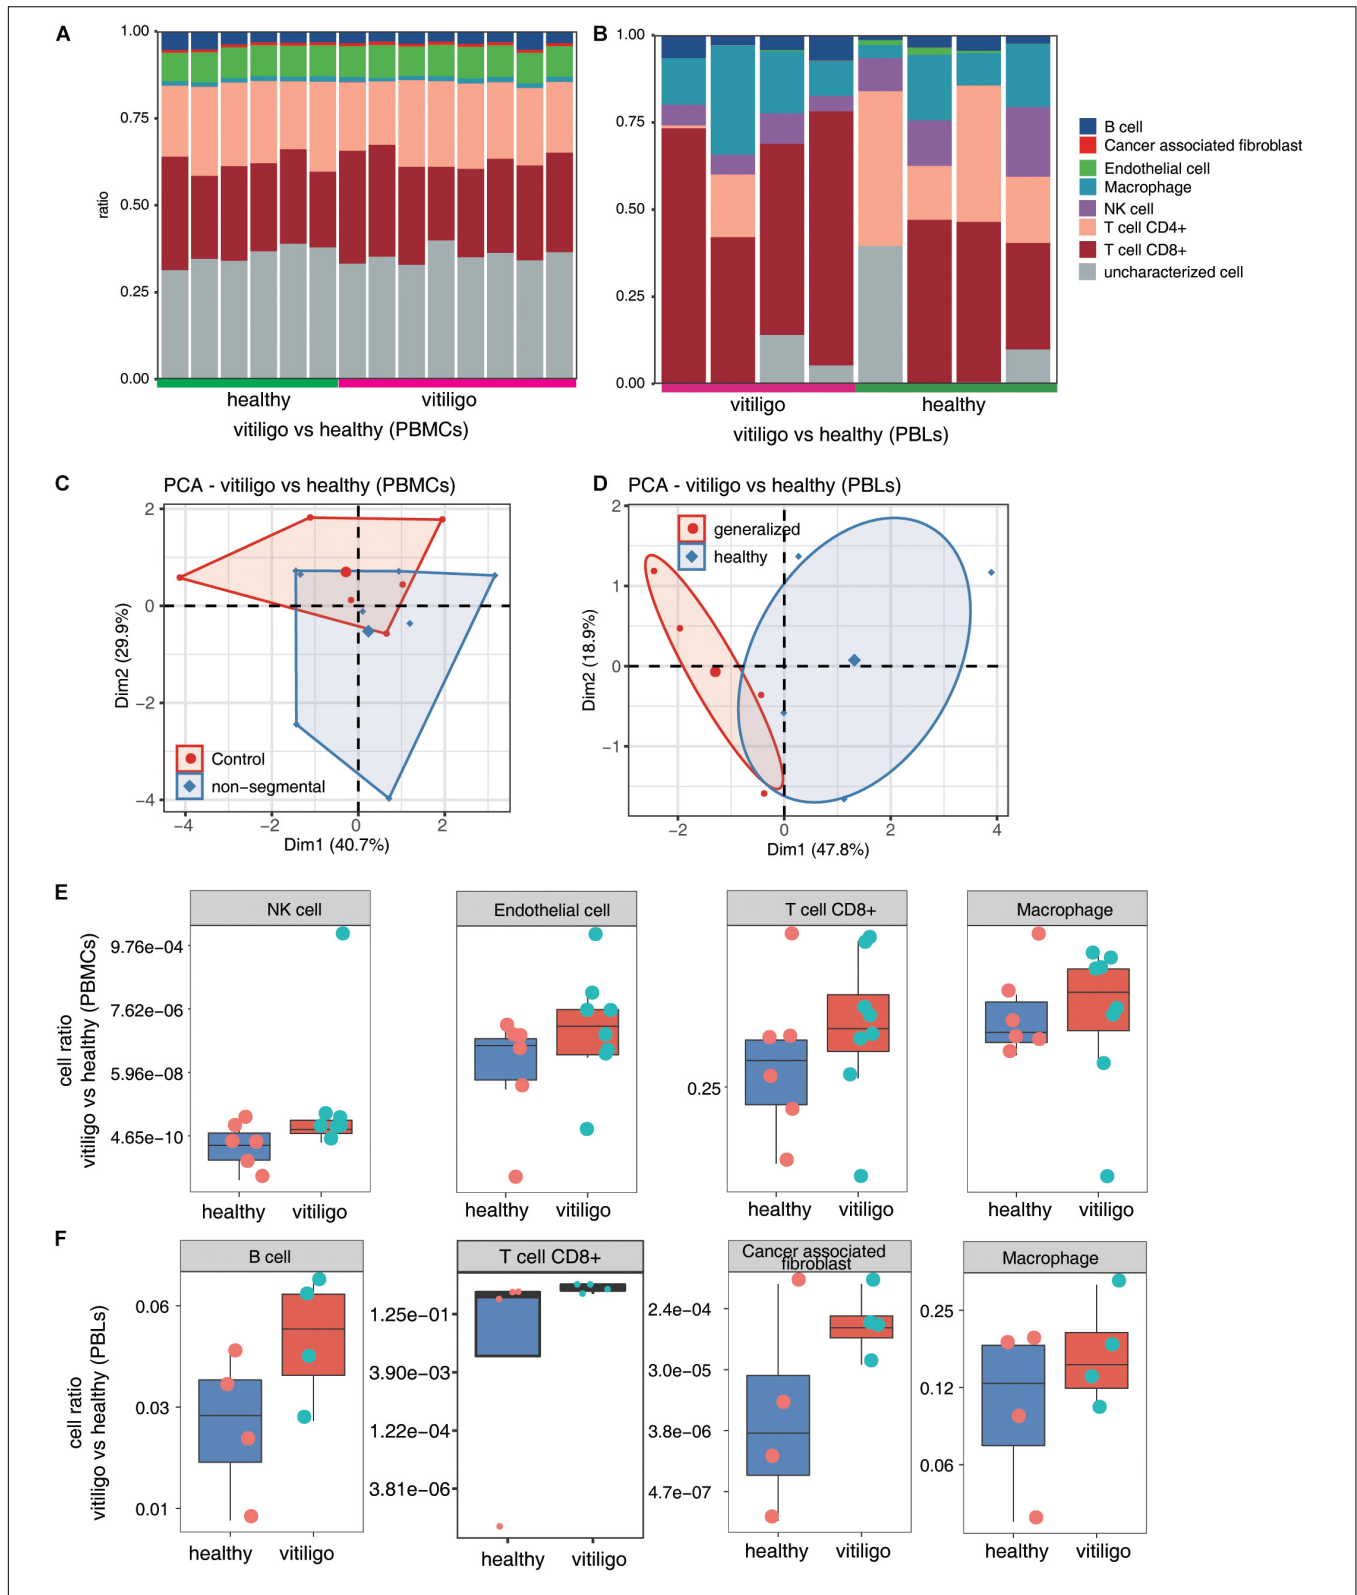 A
1.00
0.75
0.50
0.25
0.00
ratio
healthy
vitiligo
vitiligo vs healthy (PBMCs)
B
1.00
0.75
0.50
0.25
0.00
vitiligo
healthy
vitiligo vs healthy (PBLs)
B cell
Cancer associated fibroblast
Endothelial cell
Macrophage
NK cell
T cell CD4+
T cell CD8+
uncharacterized cell
C
PCA - vitiligo vs healthy (PBMCs)
2
0
−2
−4
Dim2 (29.9%)
Control
non−segmental
−4
−2
0
2
Dim1 (40.7%)
D
PCA - vitiligo vs healthy (PBLs)
2
1
0
−1
Dim2 (18.9%)
generalized
healthy
−2
0
2
4
Dim1 (47.8%)
E
cell ratio
vitiligo vs healthy (PBMCs)
NK cell
9.76e−04
7.62e−06
5.96e−08
4.65e−10
healthy
vitiligo
Endothelial cell
healthy
vitiligo
T cell CD8+
0.25
healthy
vitiligo
Macrophage
healthy
vitiligo
F
cell ratio
vitiligo vs healthy (PBLs)
B cell
0.06
0.03
0.01
healthy
vitiligo
T cell CD8+
1.25e−01
3.90e−03
1.22e−04
3.81e−06
healthy
vitiligo
Cancer associated
fibroblast
2.4e−04
3.0e−05
3.8e−06
4.7e−07
healthy
vitiligo
Macrophage
0.25
0.12
0.06
healthy
vitiligo